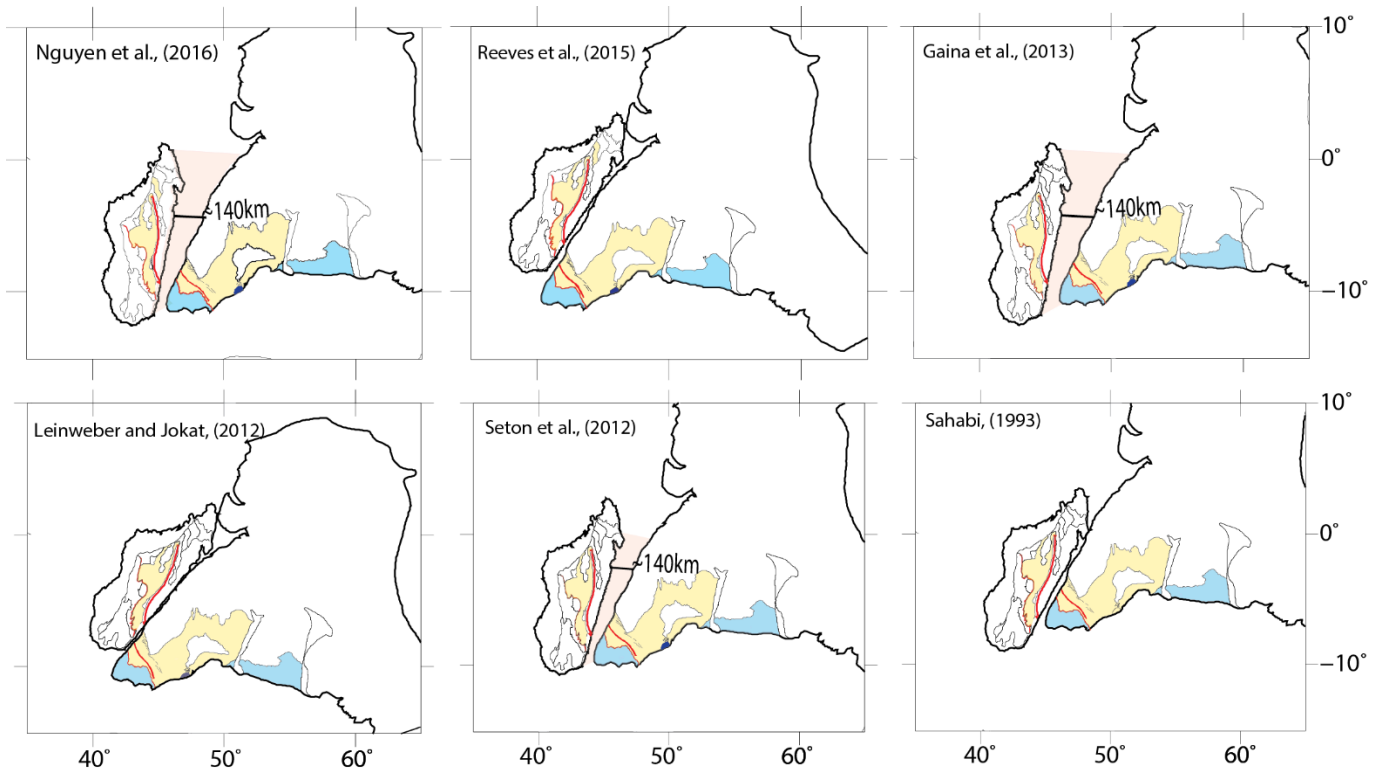 Nguyen et al., (2016)
Reeves et al., (2015)
Gaina et al., (2013)
10°
0°
−10°
~140km
~140km
Leinweber and Jokat, (2012)
Seton et al., (2012)
Sahabi, (1993)
10°
0°
−10°
~140km
40°
50°
60°
40°
50°
60°
40°
50°
60°